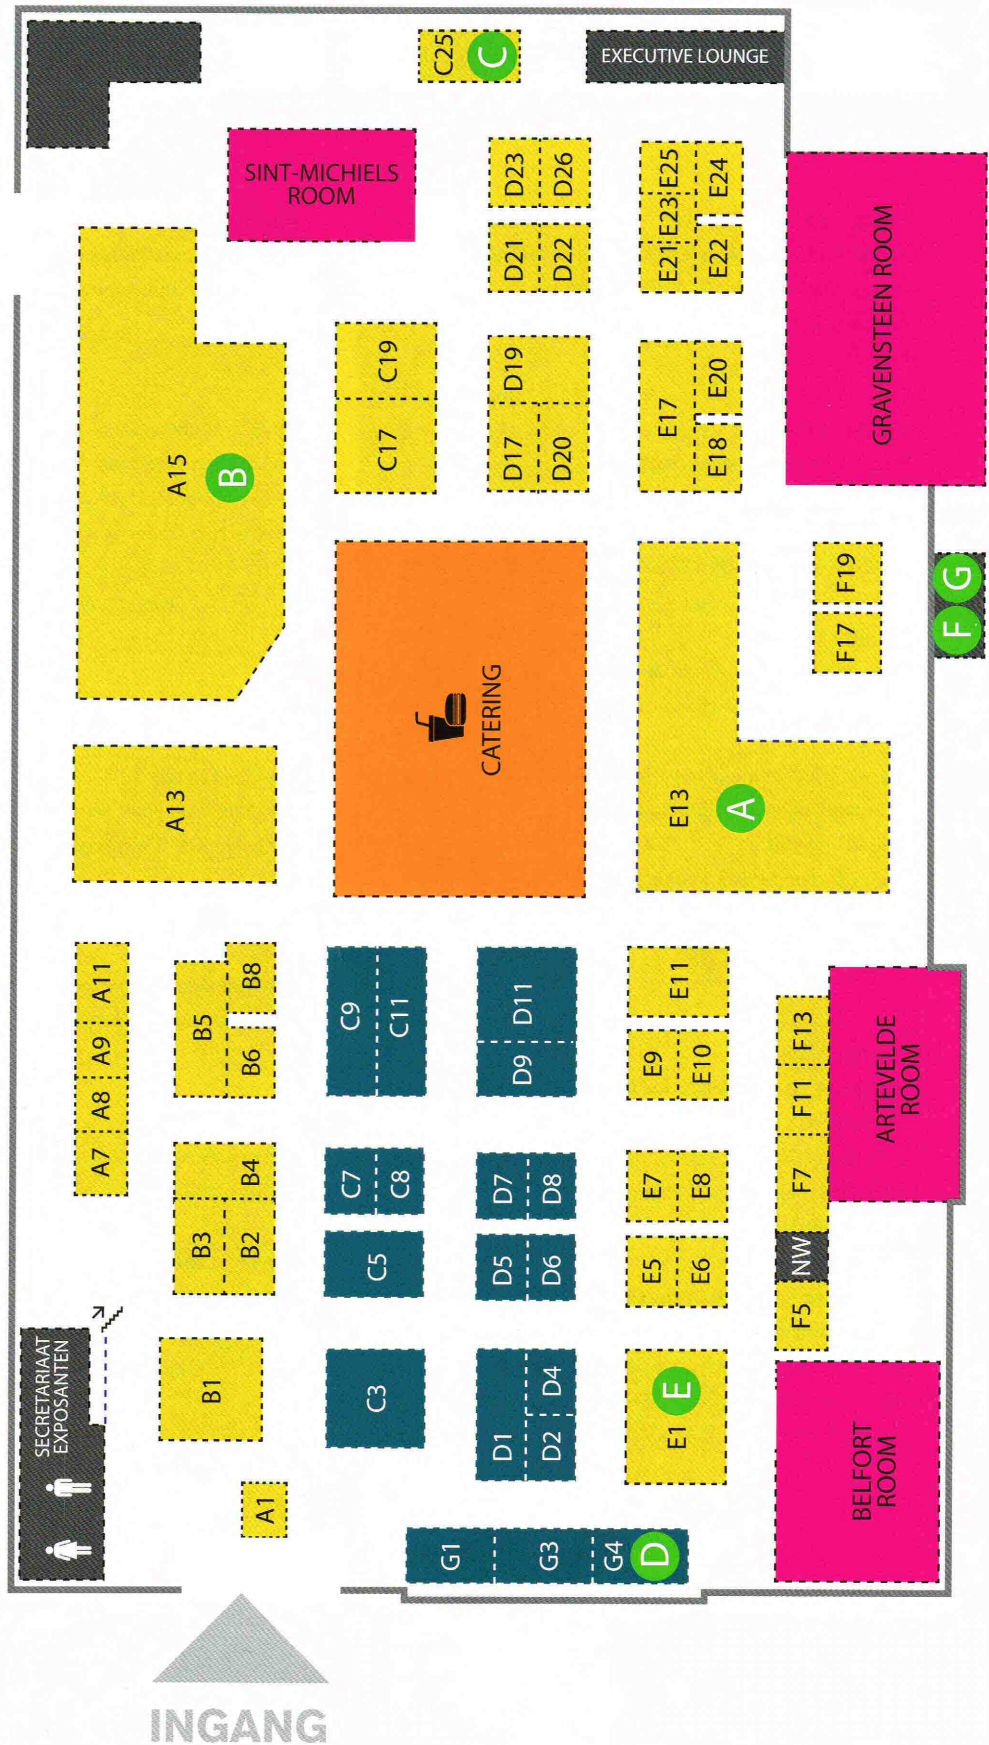 C25
C
EXECUTIVE LOUNGE
SINT-MICHIELS
ROOM
D23
D26
E25
E24
E23
D21
D22
E21
E22
GRAVENSTEEN ROOM
C19
D19
E20
A15
B
C17
D17
D20
E17
E18
F19
G
F17
F
CATERING
A13
E13
A
A11
B8
C9
C11
D11
E11
F13
A9
B5
B6
D9
E9
E10
ARTEVELDE
ROOM
A8
F11
A7
B4
C7
C8
D7
D8
E7
E8
F7
B3
B2
C5
D5
D6
E5
E6
NW
F5
SECRETARIAAT
EXPOSANTEN
B1
C3
D1
D4
D2
E1
E
BELFORT
ROOM
A1
G1
G3
G4
D
INGANG